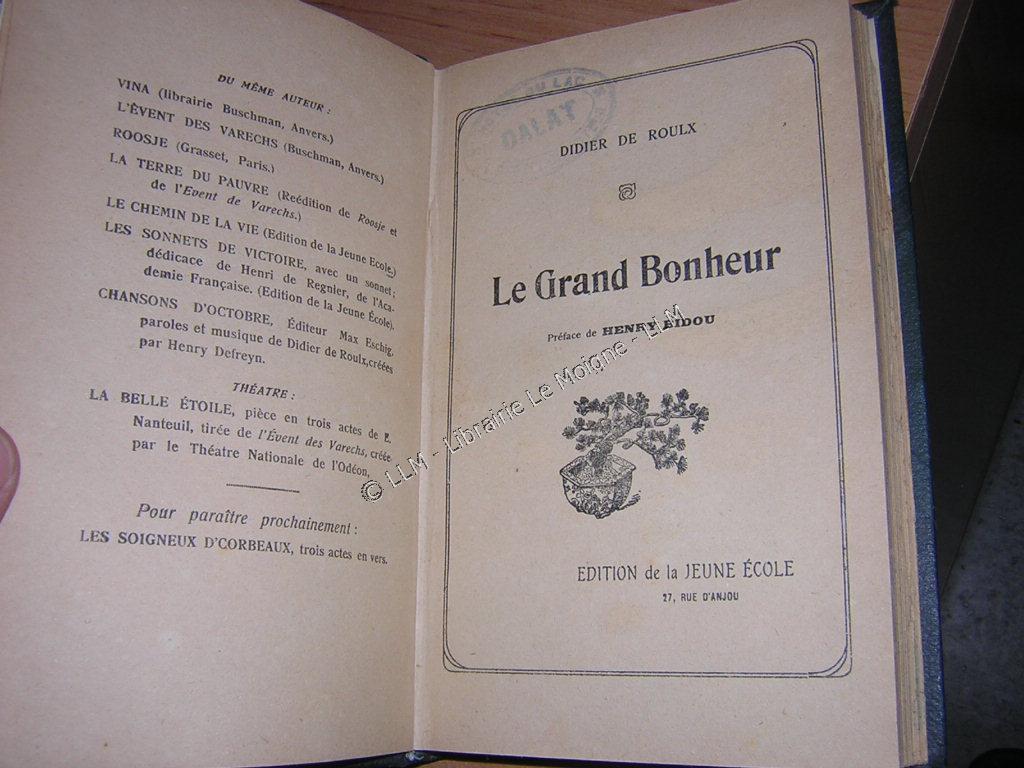 DU MÊME AUTEUR :
VINA (librairie Buschman, Anvers.)
L'ÉVENT DES VARECHS (Buschman, Anvers.)
ROOSJE (Grasset, Paris.)
LA TERRE DU PAUVRE (Reédition de Roosje et
de l'Event de Varechs.)
LE CHEMIN DE LA VIE (Edition de la Jeune Ecole.)
LES SONNETS DE VICTOIRE, avec un sonnet;
dédicace de Henri de Regnier, de l'Aca-
demie Française. (Edition de la Jeune École).
CHANSONS D'OCTOBRE, Éditeur Max Eschig,
paroles et musique de Didier de Roulx,créées
par Henry Defreyn.
THÉATRE :
LA BELLE ÉTOILE, pièce en trois actes de P.
Nanteuil, tirée de l'Évent des Varechs, créée
par le Théatre Nationale de l'Odéon,
Pour paraître prochainement :
LES SOIGNEUX D'CORBEAUX, trois actes en vers.
DU LAC
DALAT
DIDIER DE ROULX
Le Grand Bonheur
Préface de HENRY BIDOU
EDITION de la JEUNE ÉCOLE
27, RUE D'ANJOU
© LLM - Librairie Le Moigne - LLM